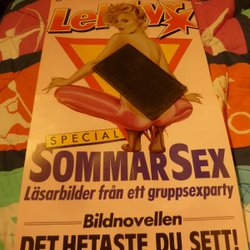 SPECIAL
SOMMARSEX
Läsarbilder från ett gruppsexparty
Bildnovellen
DET HETASTE DU SETT!